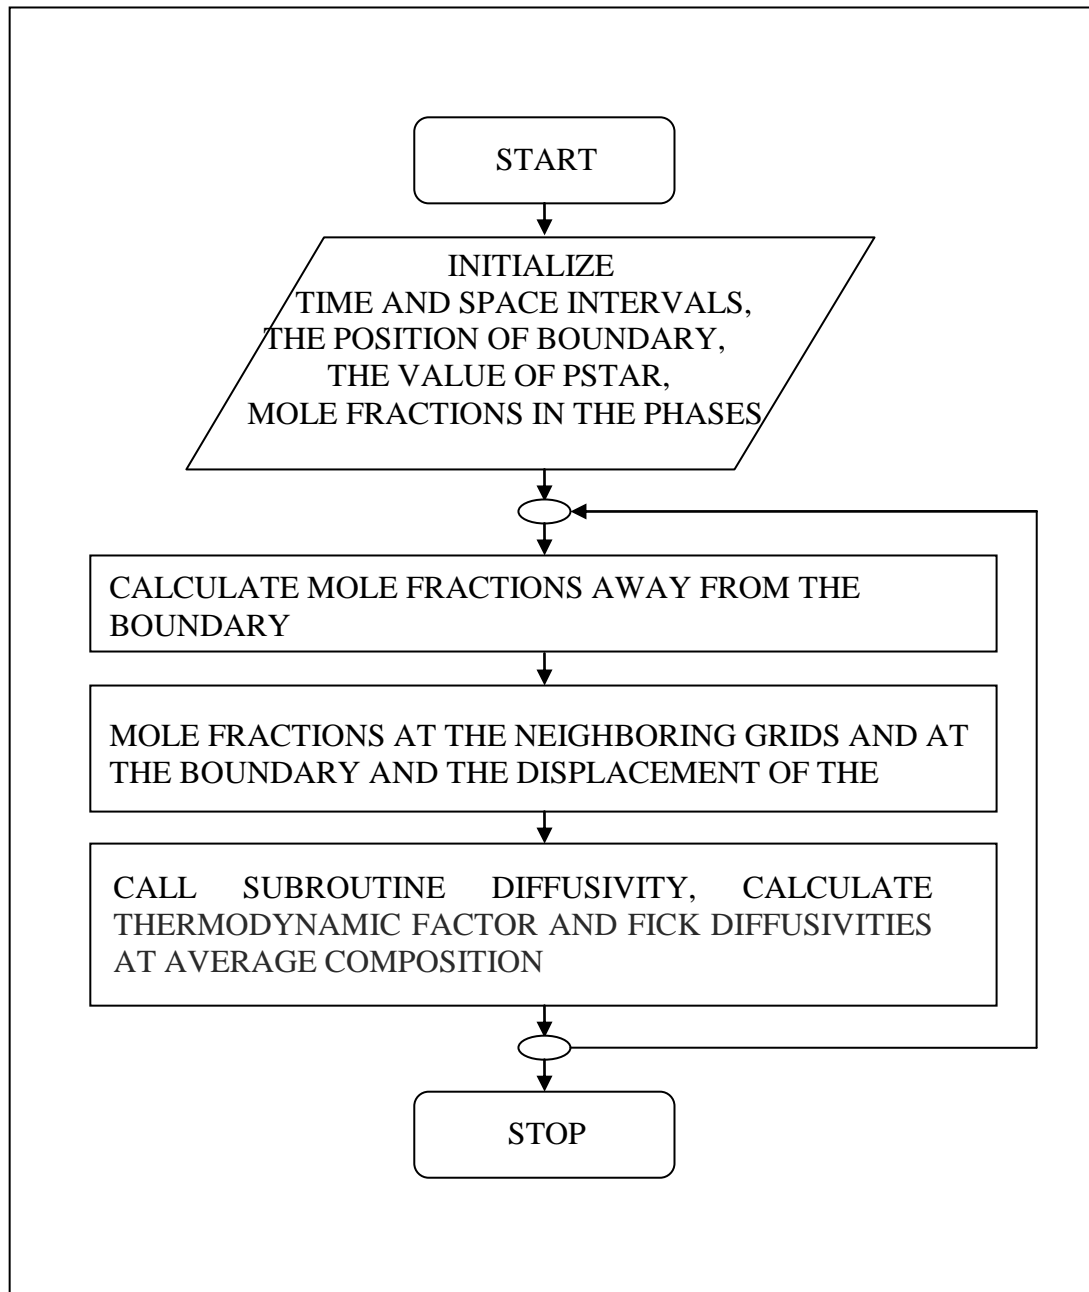 START
INITIALIZE
TIME AND SPACE INTERVALS,
THE POSITION OF BOUNDARY,
THE VALUE OF PSTAR,
MOLE FRACTIONS IN THE PHASES
CALCULATE MOLE FRACTIONS AWAY FROM THE
BOUNDARY
MOLE FRACTIONS AT THE NEIGHBORING GRIDS AND AT
THE BOUNDARY AND THE DISPLACEMENT OF THE
CALL SUBROUTINE DIFFUSIVITY, CALCULATE
THERMODYNAMIC FACTOR AND FICK DIFFUSIVITIES
AT AVERAGE COMPOSITION
STOP